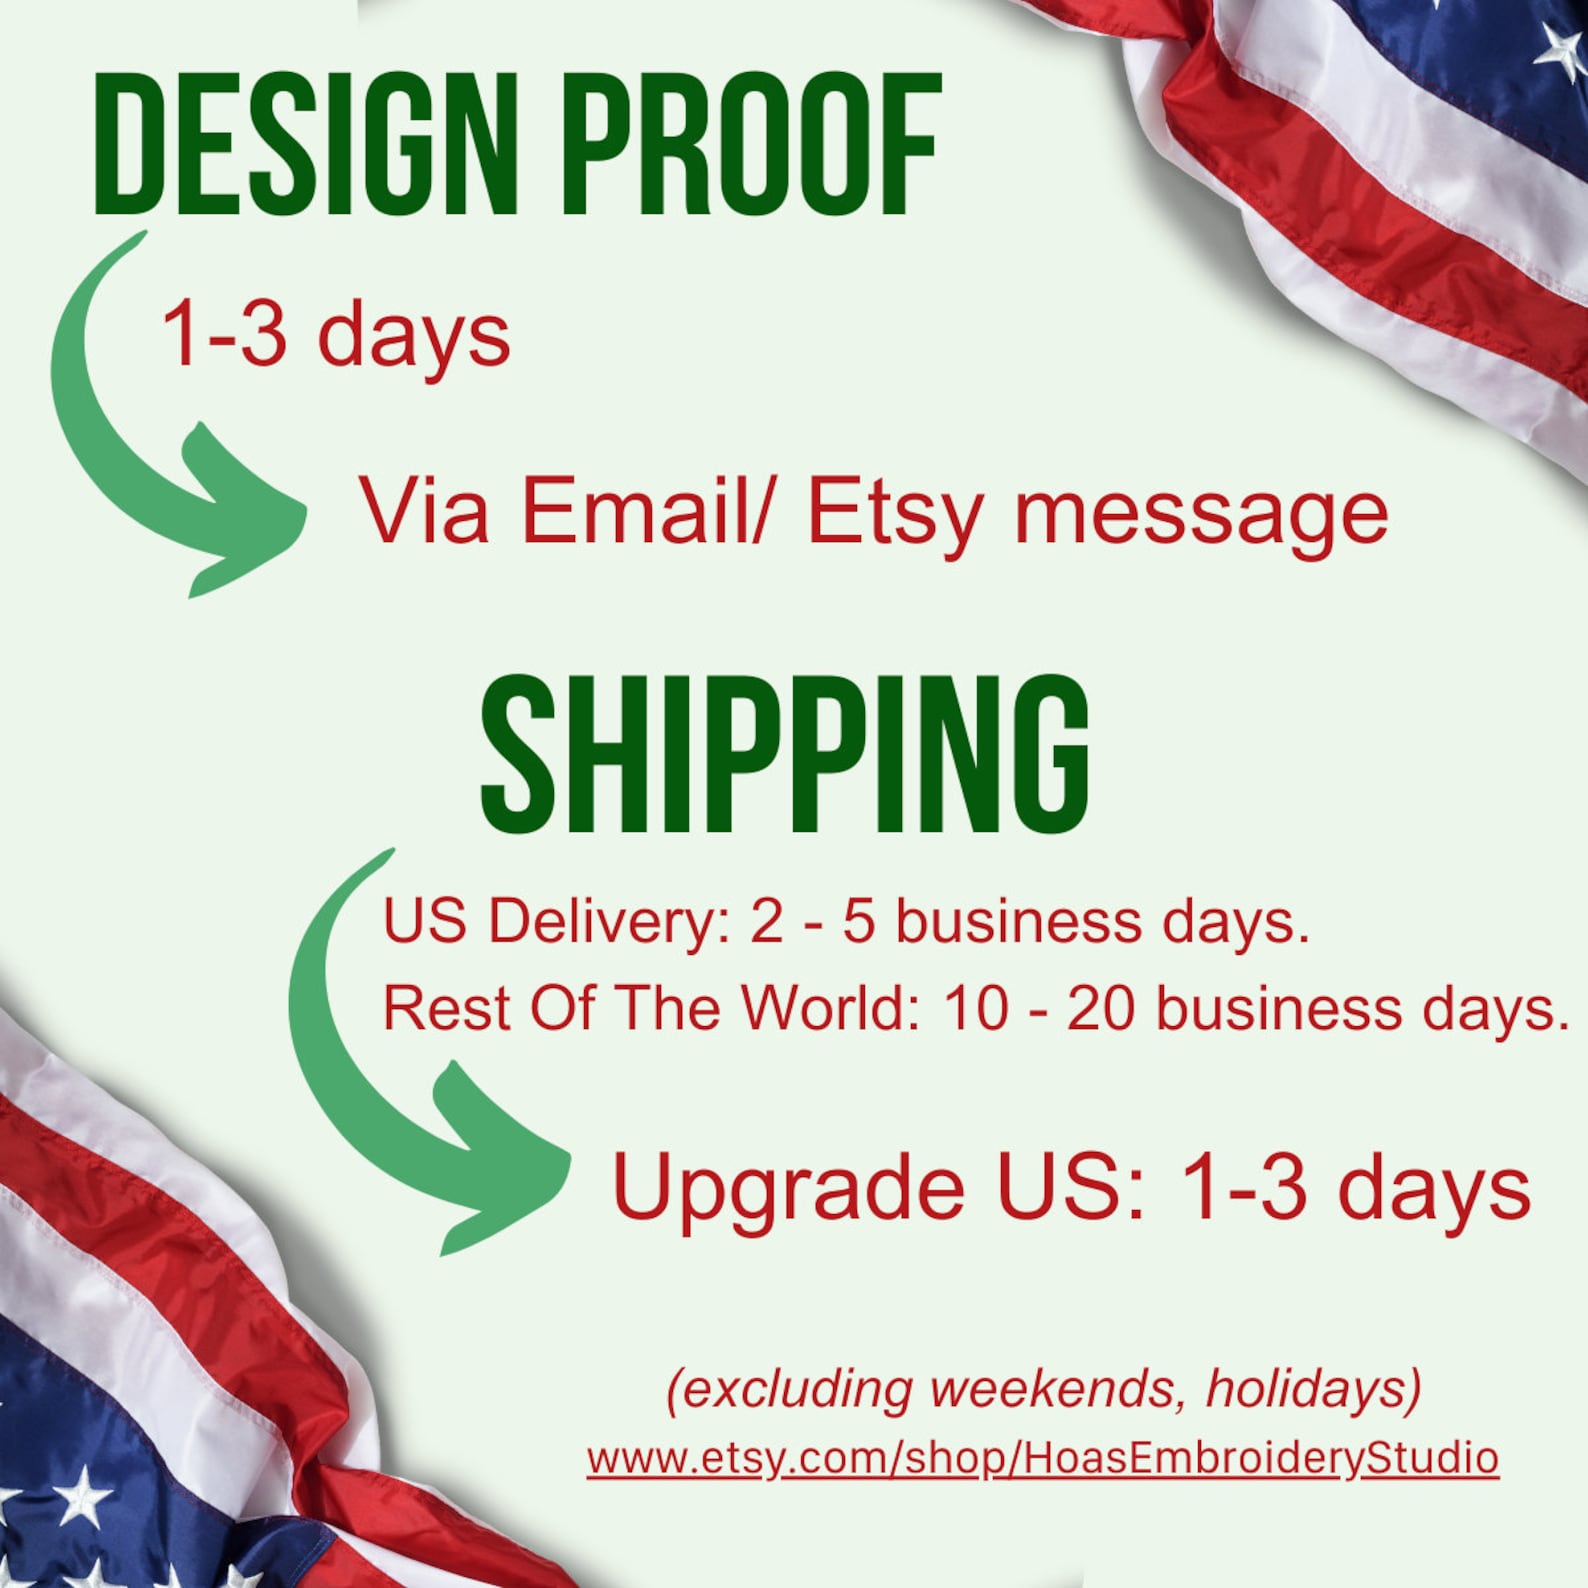 DESIGN PROOF
1-3 days
Via Email/ Etsy message
SHIPPING
US Delivery: 2 - 5 business days.
Rest Of The World: 10 - 20 business days.
Upgrade US: 1-3 days
(excluding weekends, holidays)
www.etsy.com/shop/HoasEmbroideryStudio